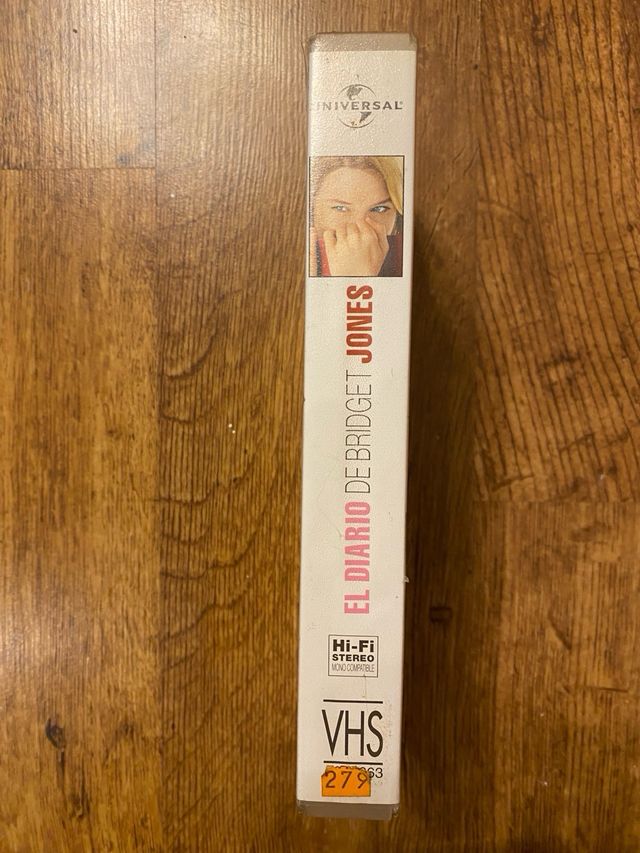 UNIVERSAL
EL DIARIO DE BRIDGET JONES
Hi-Fi
STEREO
MONO COMPATIBLE
VHS
279